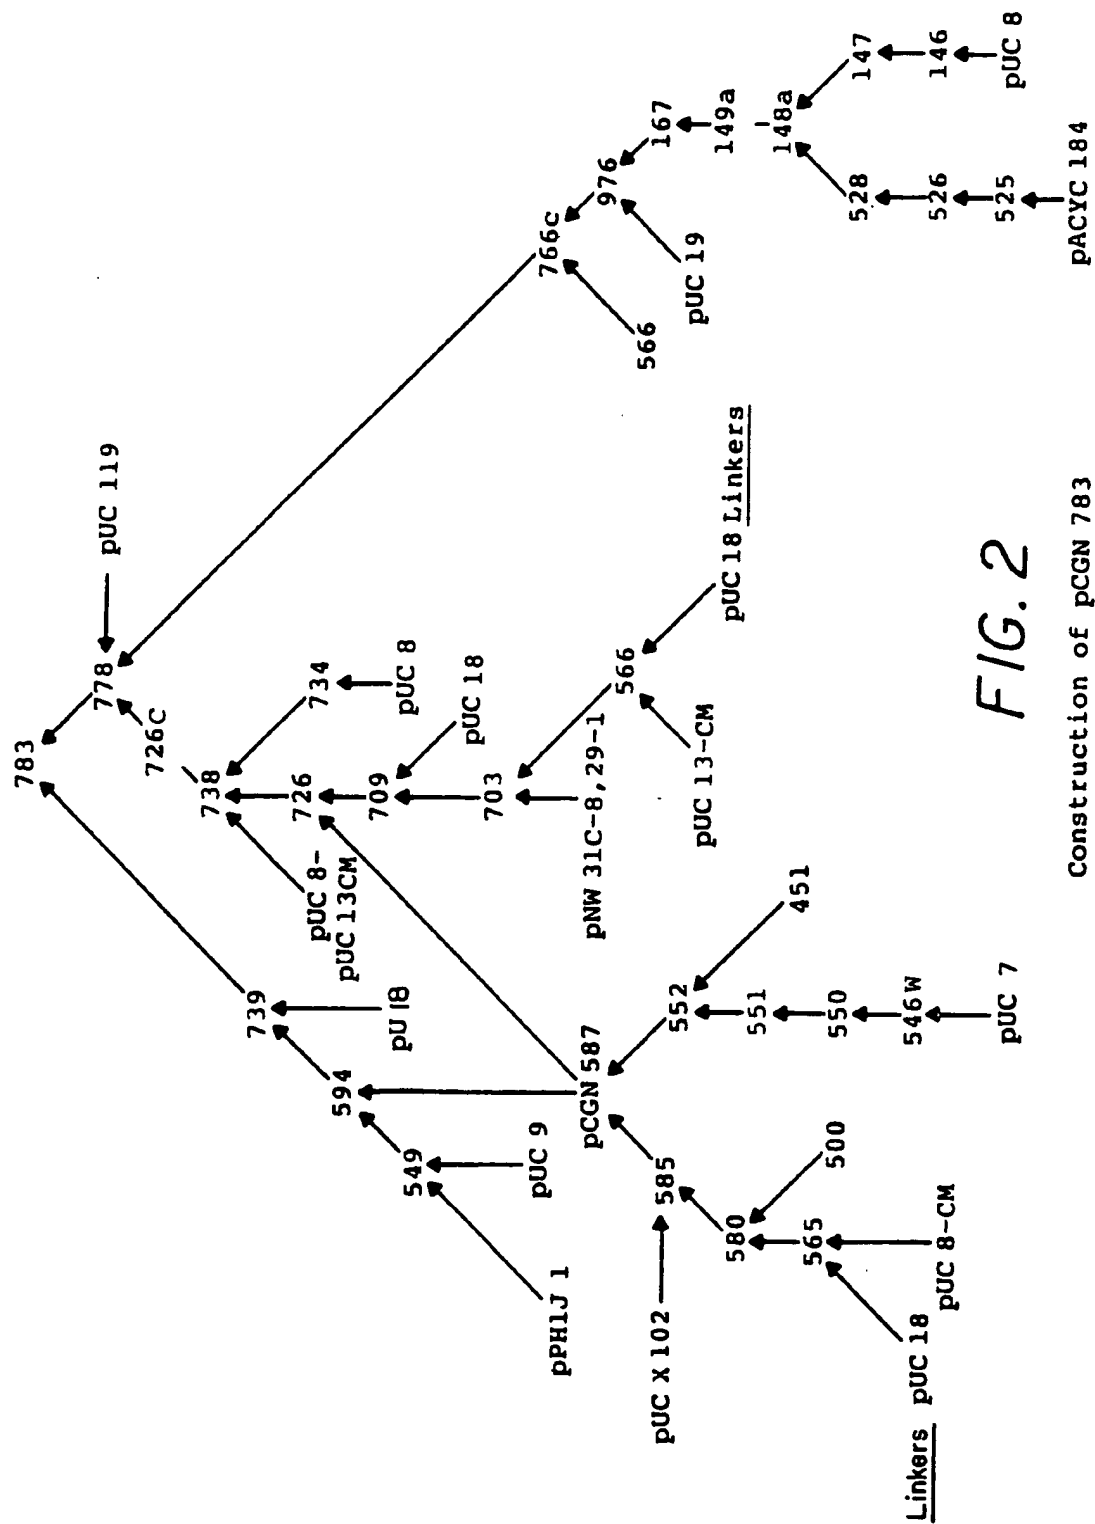 783
778
pUC 119
726C
739
738
766c
594
pU 18
pUC 8-
pUC 13CM
726
734
pUC 8
976
pUC 19
566
167
549
pUC 9
pPH1J 1
709
pUC 18
149a
703
148a
pCGN 587
pNW 31C-8,29-1
566
528
147
585
552
pUC 13-CM
pUC 18 Linkers
526
146
pUC X 102
580
551
451
525
pUC 8
500
565
550
pACYC 184
Linkers pUC 18
pUC 8-CM
546W
pUC 7
FIG. 2
Construction of pCGN 783